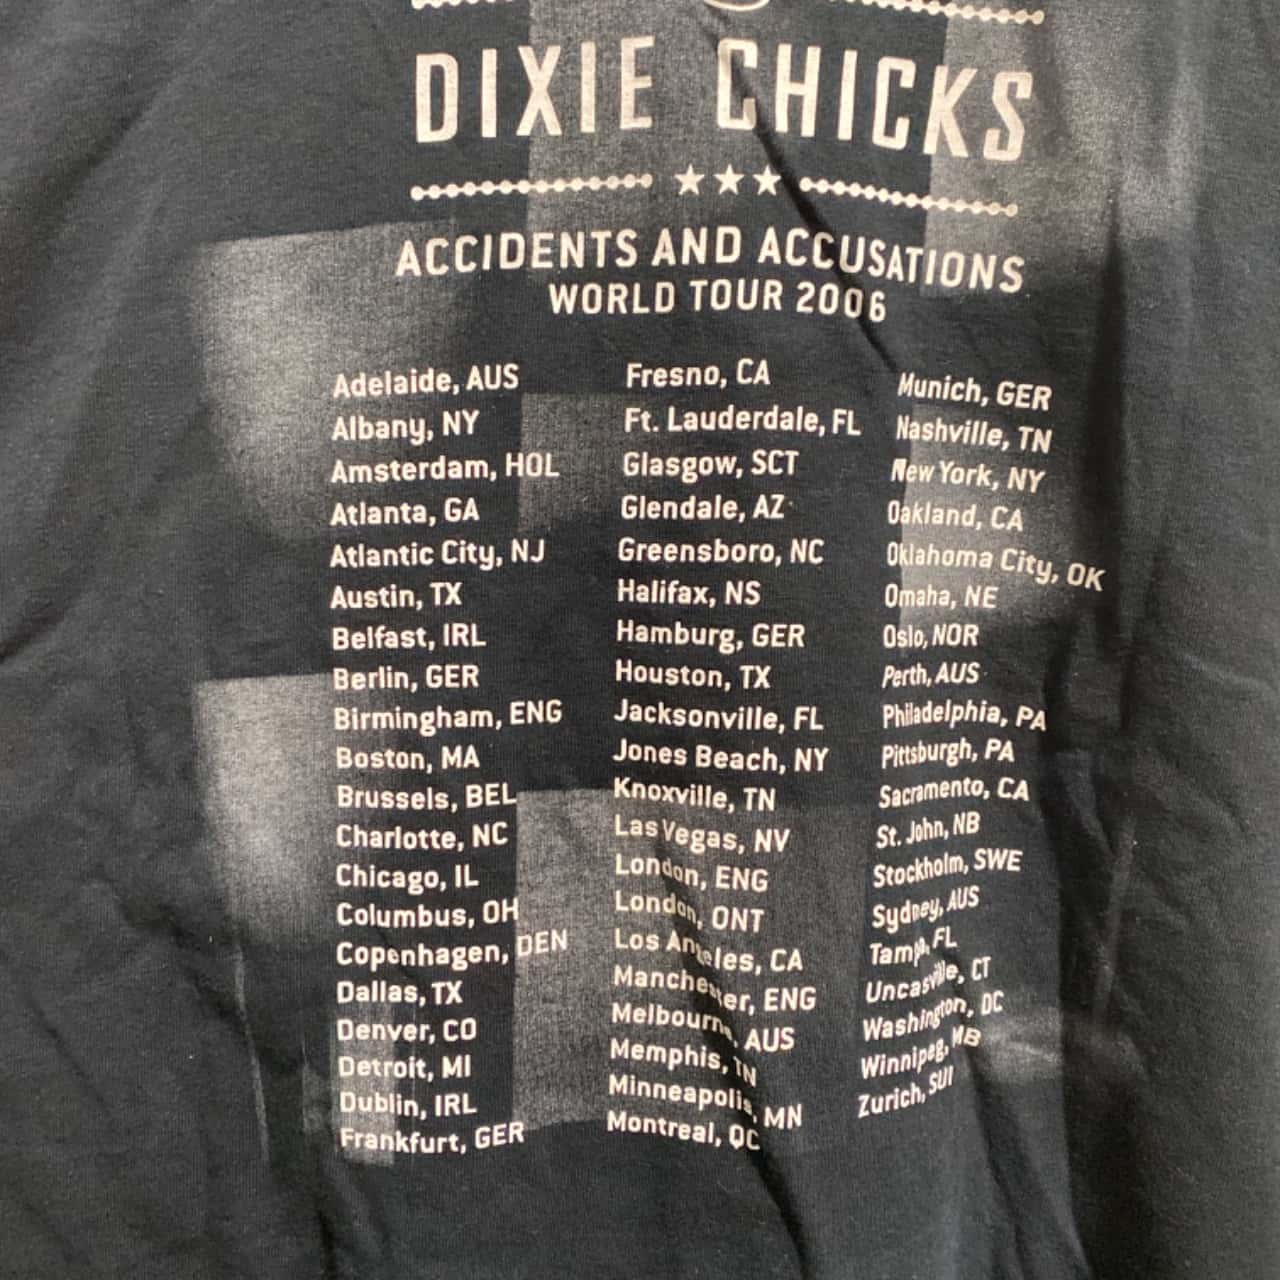 DIXIE CHICKS
ACCIDENTS AND ACCUSATIONS
WORLD TOUR 2006
Adelaide, AUS
Albany, NY
Amsterdam, HOL
Atlanta, GA
Atlantic City, NJ
Austin, TX
Belfast, IRL
Berlin, GER
Birmingham, ENG
Boston, MA
Brussels, BEL
Charlotte, NC
Chicago, IL
Columbus, OH
Copenhagen, DEN
Dallas, TX
Denver, CO
Detroit, MI
Dublin, IRL
Frankfurt, GER
Fresno, CA
Ft. Lauderdale, FL
Glasgow, SCT
Glendale, AZ
Greensboro, NC
Halifax, NS
Hamburg, GER
Houston, TX
Jacksonville, FL
Jones Beach, NY
Knoxville, TN
Las Vegas, NV
London, ENG
London, ONT
Los Angeles, CA
Manchester, ENG
Melbourne, AUS
Memphis, TN
Minneapolis, MN
Montreal, QC
Munich, GER
Nashville, TN
New York, NY
Oakland, CA
Oklahoma City, OK
Omaha, NE
Oslo, NOR
Perth, AUS
Philadelphia, PA
Pittsburgh, PA
Sacramento, CA
St. John, NB
Stockholm, SWE
Sydney, AUS
Tampa, FL
Uncasville, CT
Washington, DC
Winnipeg, MB
Zurich, SUI